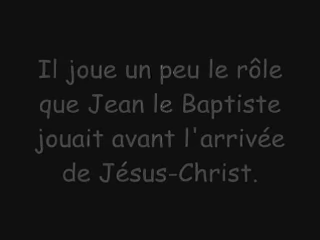 Il joue un peu le rôle
que Jean le Baptiste
jouait avant l'arrivée
de Jésus-Christ.